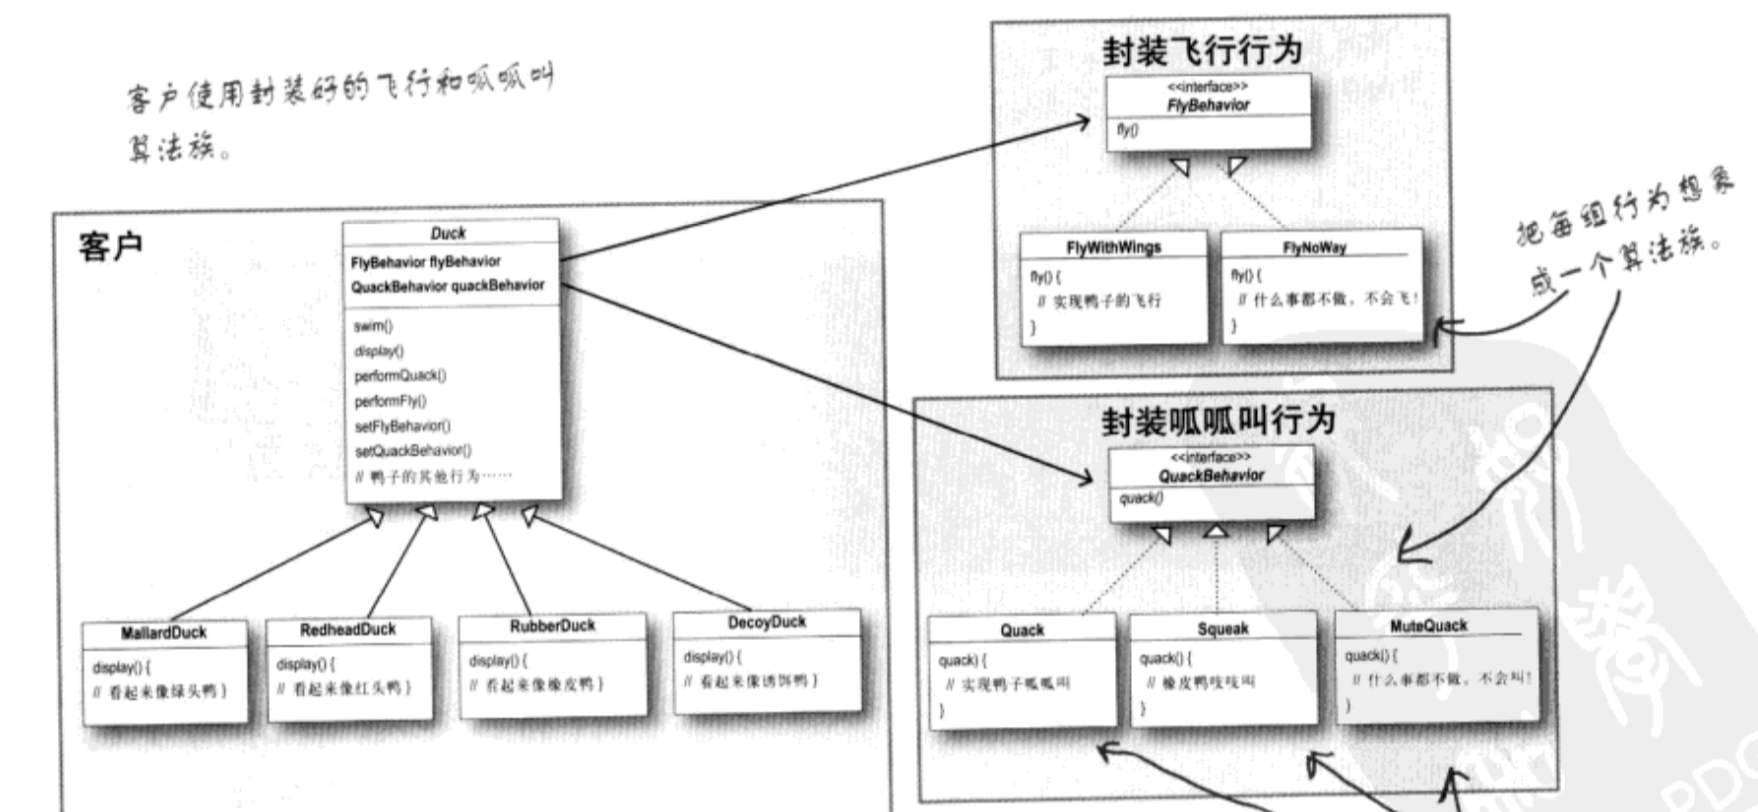 客户使用封装好的飞行和呱呱叫
算法族。
客户
Duck
FlyBehavior flyBehavior
QuackBehavior quackBehavior
swim()
display()
performQuack()
performFly()
setFlyBehavior()
setQuackBehavior()
// 鸭子的其他行为……
MallardDuck
display() {
// 看起来像绿头鸭 }
RedheadDuck
display() {
// 看起来像红头鸭 }
RubberDuck
display() {
// 看起来像橡皮鸭 }
DecoyDuck
display() {
// 看起来像诱饵鸭 }
封装飞行行为
<<interface>>
FlyBehavior
fly()
FlyWithWings
fly() {
// 实现鸭子的飞行
}
FlyNoWay
fly() {
// 什么事都不做，不会飞！
}
把每组行为想象
成一个算法族。
封装呱呱叫行为
<<interface>>
QuackBehavior
quack()
Quack
quack) {
// 实现鸭子呱呱叫
}
Squeak
quack() {
// 橡皮鸭吱吱叫
}
MuteQuack
quack() {
// 什么事都不做，不会叫！
}